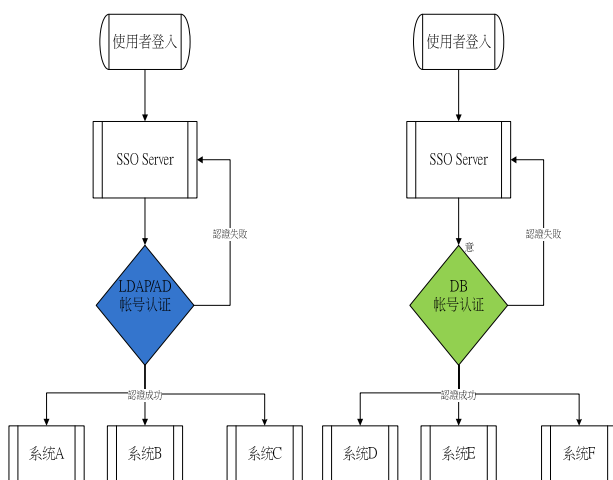 使用者登入
使用者登入
SSO Server
SSO Server
認證失敗
認證失敗
意
LDAP/AD
帐号认证
DB
帐号认证
認證成功
認證成功
系统A
系统B
系统C
系统D
系统E
系统F